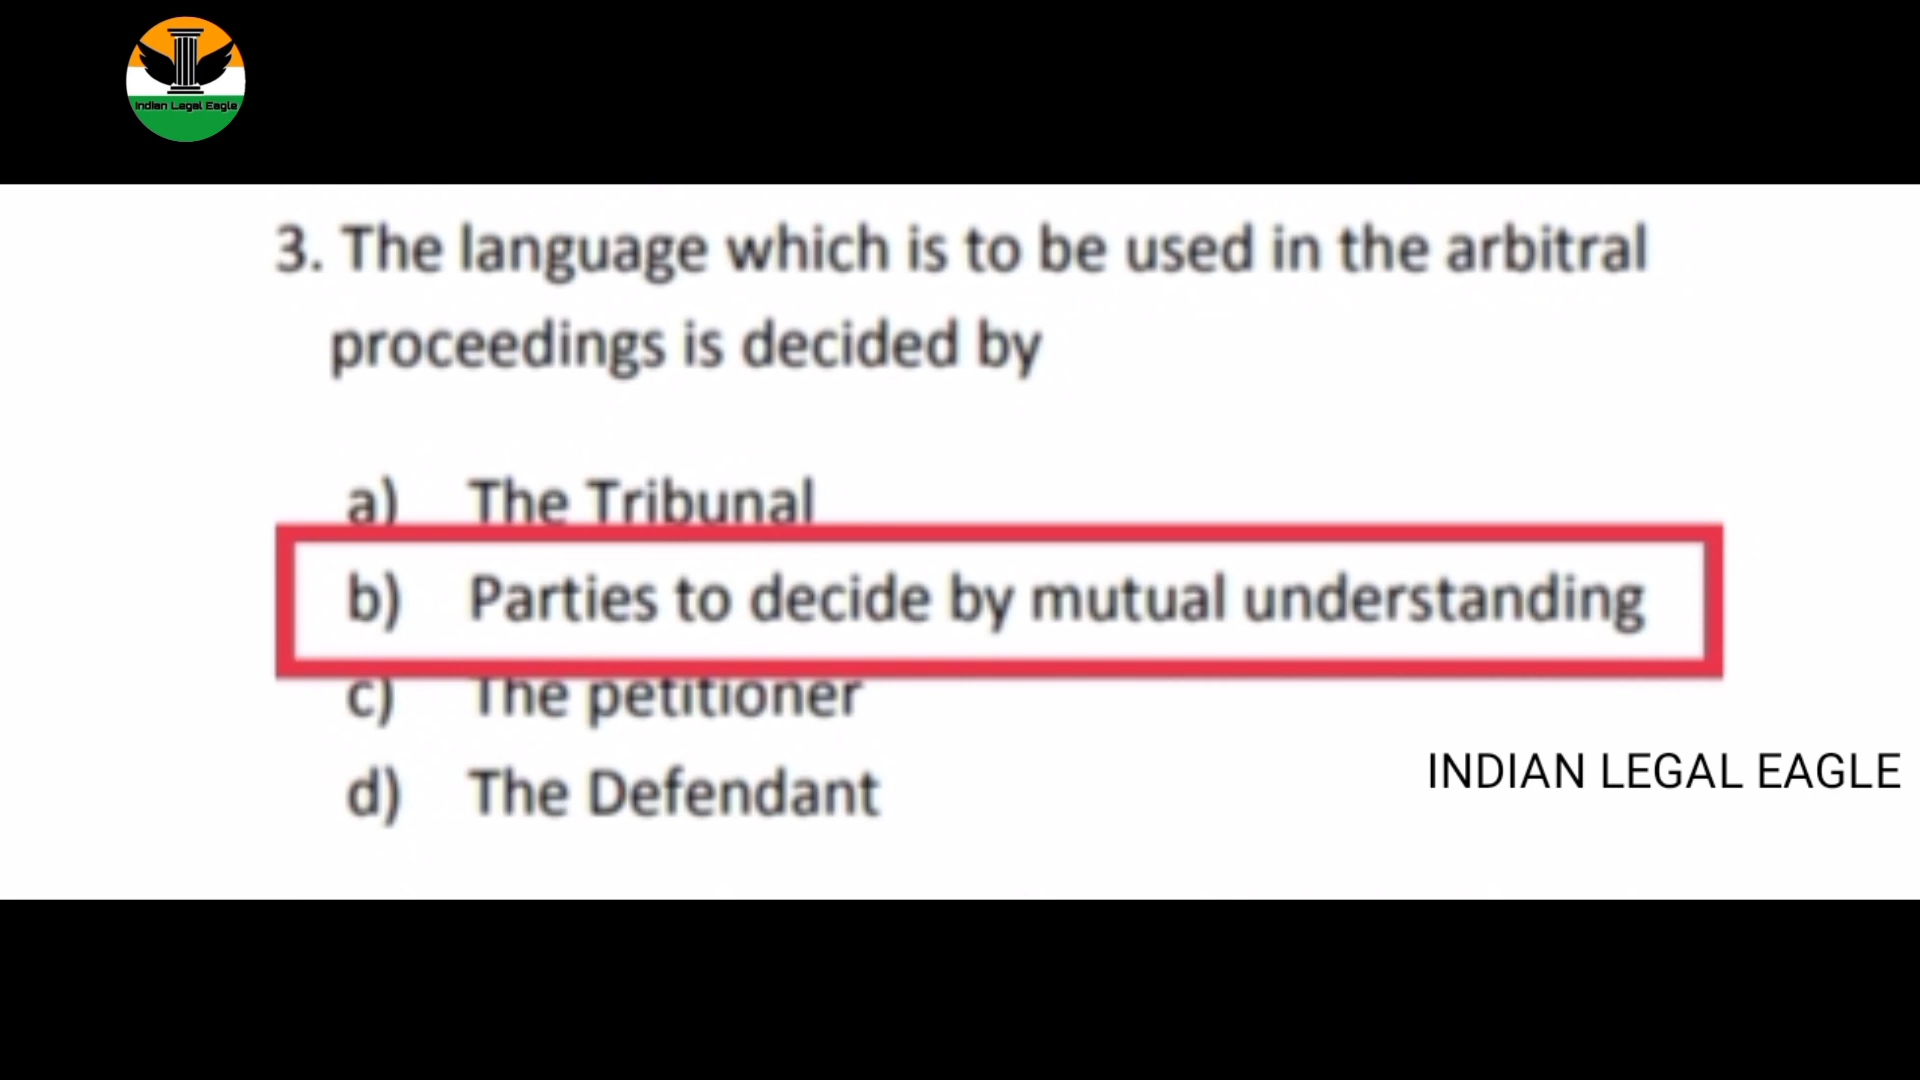 Indian Legal Eagle
3. The language which is to be used in the arbitral
proceedings is decided by
a) The Tribunal
b) Parties to decide by mutual understanding
c) The petitioner
d) The Defendant
INDIAN LEGAL EAGLE